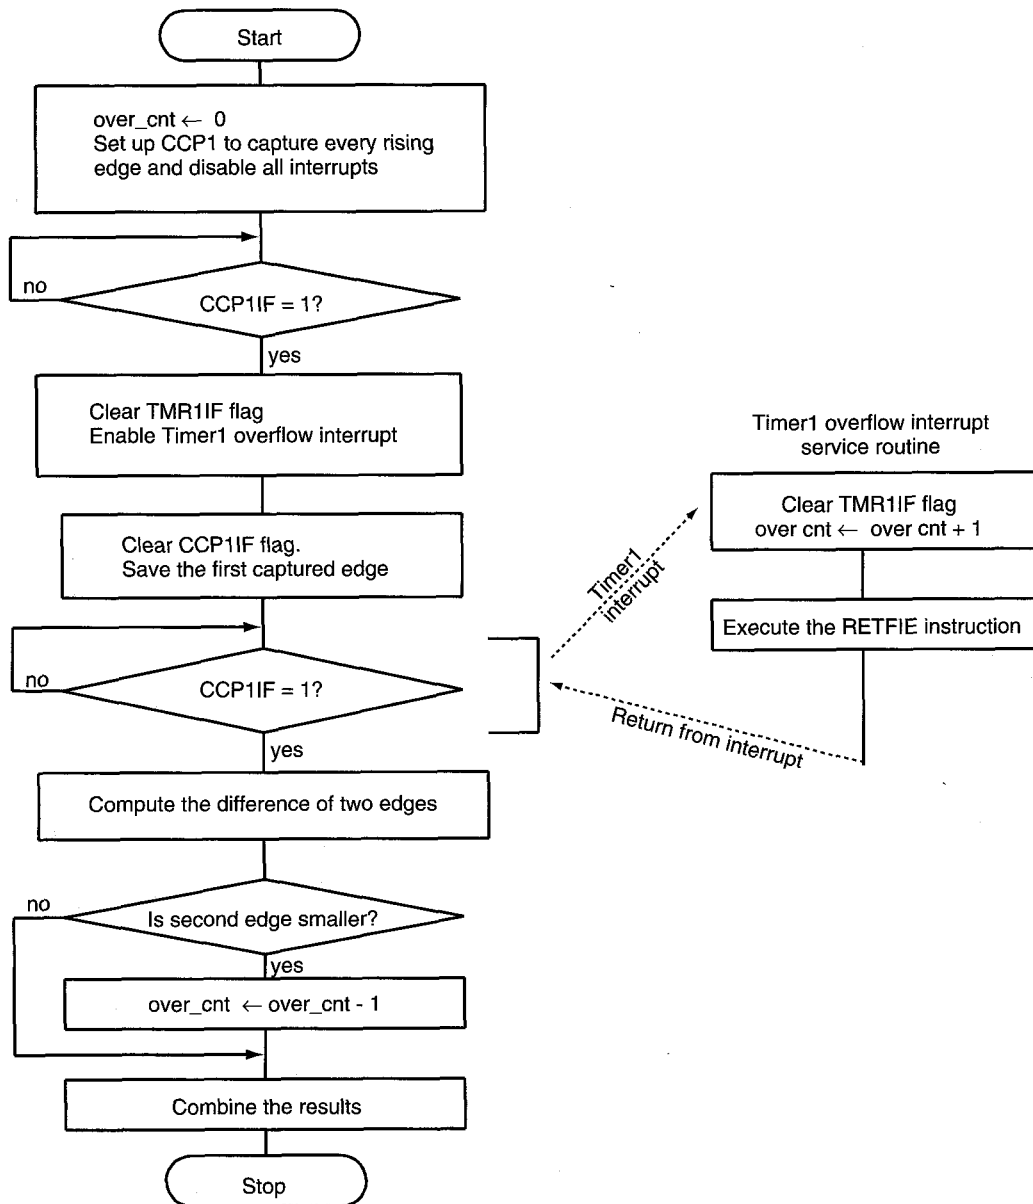 Start
over_cnt ← 0
Set up CCP1 to capture every rising
edge and disable all interrupts
no
CCP1IF = 1?
yes
Clear TMR1IF flag
Enable Timer1 overflow interrupt
Clear CCP1IF flag.
Save the first captured edge
no
CCP1IF = 1?
yes
Compute the difference of two edges
no
Is second edge smaller?
yes
over_cnt ← over_cnt - 1
Combine the results
Stop
Timer1 overflow interrupt
service routine
Clear TMR1IF flag
over cnt ← over cnt + 1
Execute the RETFIE instruction
Timer1
interrupt
Return from interrupt